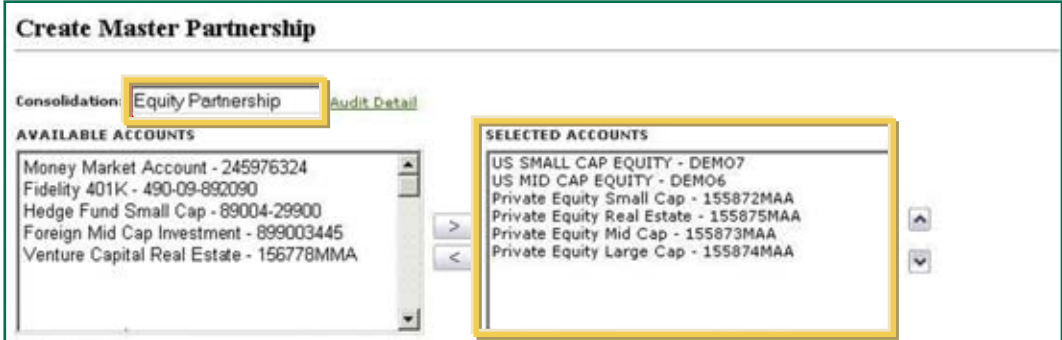 Create Master Partnership
Consolidation: Equity Partnership Audit Detail
AVAILABLE ACCOUNTS
Money Market Account - 245976324
Fidelity 401K - 490-09-892090
Hedge Fund Small Cap - 89004-29900
Foreign Mid Cap Investment - 899003445
Venture Capital Real Estate - 156778MMA
>
<
SELECTED ACCOUNTS
US SMALL CAP EQUITY - DEMO7
US MID CAP EQUITY - DEMO6
Private Equity Small Cap - 155872MAA
Private Equity Real Estate - 155875MAA
Private Equity Mid Cap - 155873MAA
Private Equity Large Cap - 155874MAA